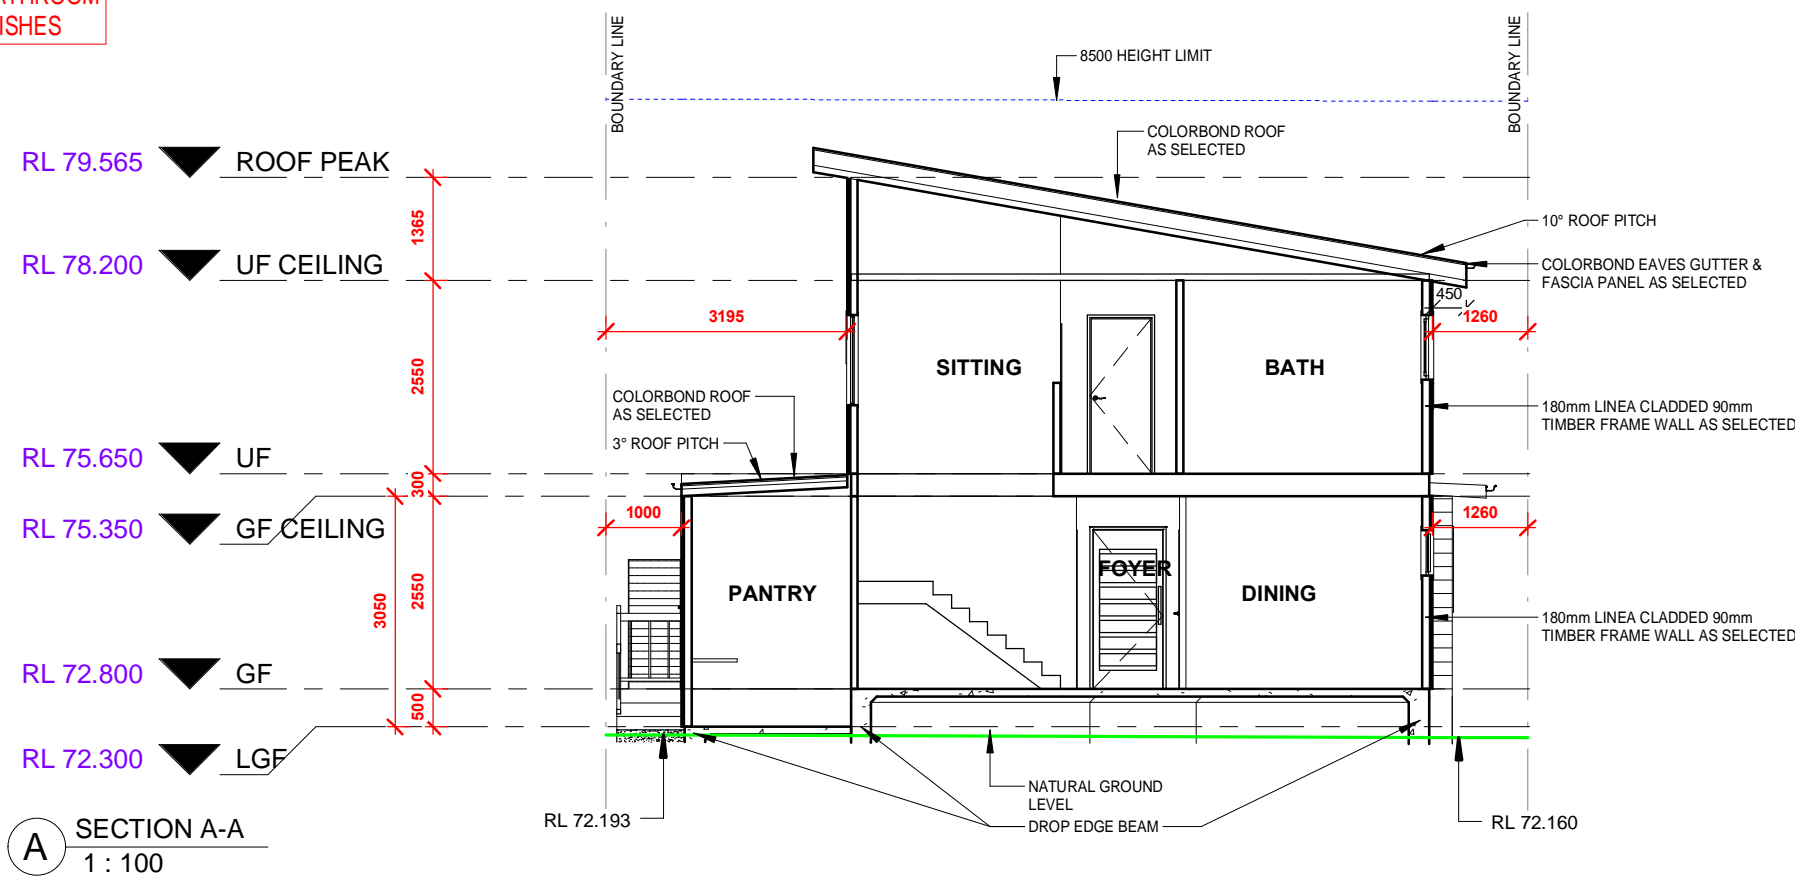 ISHES
BOUNDARY LINE
8500 HEIGHT LIMIT
BOUNDARY LINE
COLORBOND ROOF
AS SELECTED
RL 79.565
ROOF PEAK
1365
10° ROOF PITCH
RL 78.200
UF CEILING
COLORBOND EAVES GUTTER &
FASCIA PANEL AS SELECTED
450
3195
1260
2550
SITTING
BATH
COLORBOND ROOF
AS SELECTED
3° ROOF PITCH
180mm LINEA CLADDED 90mm
TIMBER FRAME WALL AS SELECTED
RL 75.650
UF
300
RL 75.350
GF CEILING
1000
1260
2550
3050
PANTRY
FOYER
DINING
180mm LINEA CLADDED 90mm
TIMBER FRAME WALL AS SELECTED
RL 72.800
GF
500
RL 72.300
LGF
NATURAL GROUND
LEVEL
DROP EDGE BEAM
RL 72.193
RL 72.160
A
SECTION A-A
1 : 100